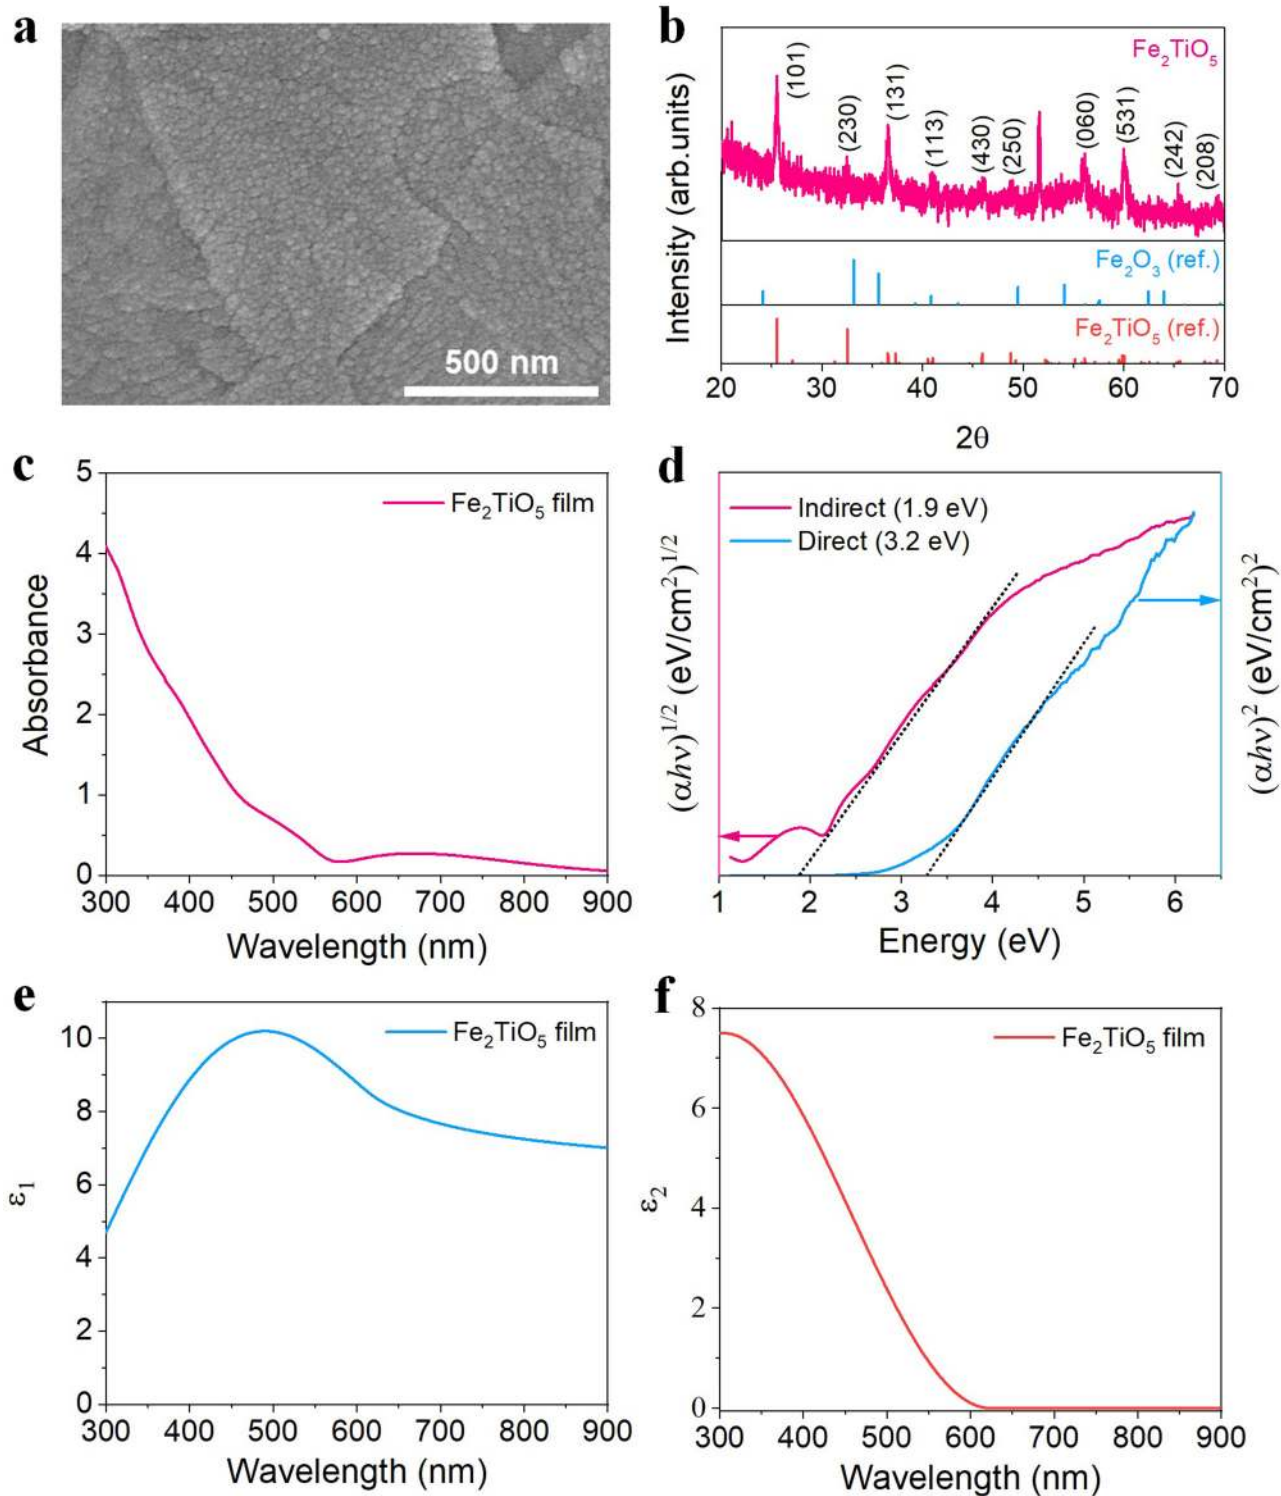 a
500 nm
b
Fe₂TiO₅
(101)
(230)
(131)
(113)
(430)
(250)
(060)
(531)
(242)
(208)
Fe₂O₃ (ref.)
Fe₂TiO₅ (ref.)
Intensity (arb.units)
20 30 40 50 60 70
2θ
c
5
4
3
2
1
0
Absorbance
Fe₂TiO₅ film
300 400 500 600 700 800 900
Wavelength (nm)
d
Indirect (1.9 eV)
Direct (3.2 eV)
(αhν)¹/² (eV/cm²)¹/²
(αhν)² (eV/cm²)²
1 2 3 4 5 6
Energy (eV)
e
10
8
6
4
2
0
ε₁
Fe₂TiO₅ film
300 400 500 600 700 800 900
Wavelength (nm)
f
8
6
4
2
0
ε₂
Fe₂TiO₅ film
300 400 500 600 700 800 900
Wavelength (nm)